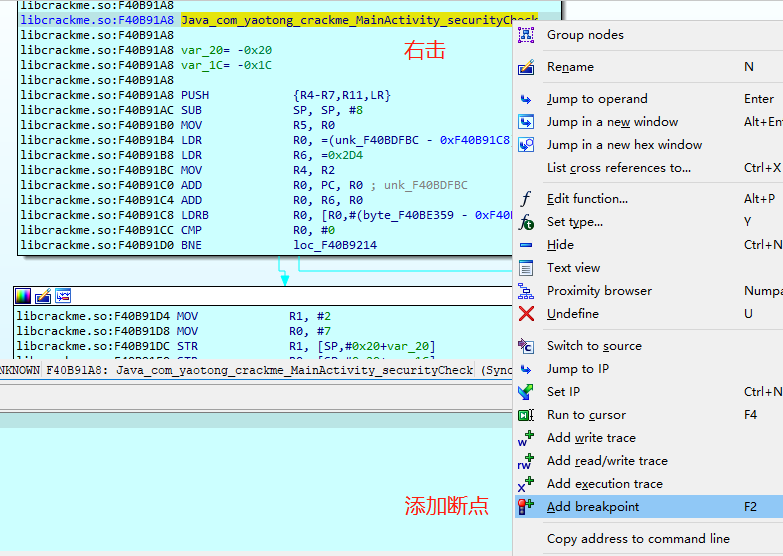 libcrackme.so:F40B91A8
libcrackme.so:F40B91A8 Java_com_yaotong_crackme_MainActivity_securityCheck
libcrackme.so:F40B91A8
libcrackme.so:F40B91A8 var_20= -0x20
libcrackme.so:F40B91A8 var_1C= -0x1C
libcrackme.so:F40B91A8
libcrackme.so:F40B91A8 PUSH {R4-R7,R11,LR}
libcrackme.so:F40B91AC SUB SP, SP, #8
libcrackme.so:F40B91B0 MOV R5, R0
libcrackme.so:F40B91B4 LDR R0, =(unk_F40BDFBC - 0xF40B91C8
libcrackme.so:F40B91B8 LDR R6, =0x2D4
libcrackme.so:F40B91BC MOV R4, R2
libcrackme.so:F40B91C0 ADD R0, PC, R0 ; unk_F40BDFBC
libcrackme.so:F40B91C4 ADD R0, R6, R0
libcrackme.so:F40B91C8 LDRB R0, [R0,#(byte_F40BE359 - 0xF40
libcrackme.so:F40B91CC CMP R0, #0
libcrackme.so:F40B91D0 BNE loc_F40B9214
右击
libcrackme.so:F40B91D4 MOV R1, #2
libcrackme.so:F40B91D8 MOV R0, #7
libcrackme.so:F40B91DC STR R1, [SP,#0x20+var_20]
NKNOWN F40B91A8: Java_com_yaotong_crackme_MainActivity_securityCheck (Sync
添加断点
Group nodes
Rename N
Jump to operand Enter
Jump in a new window Alt+En
Jump in a new hex window
List cross references to... Ctrl+X
Edit function... Alt+P
Set type... Y
Hide Ctrl+N
Text view
Proximity browser Numpa
Undefine U
Switch to source
Jump to IP
Set IP Ctrl+N
Run to cursor F4
Add write trace
Add read/write trace
Add execution trace
Add breakpoint F2
Copy address to command line